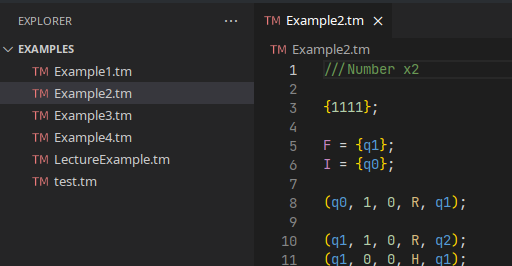 EXPLORER ...
EXAMPLES
TM Example1.tm
TM Example2.tm
TM Example3.tm
TM Example4.tm
TM LectureExample.tm
TM test.tm
TM Example2.tm ×
TM Example2.tm
1 ///Number x2
2
3 {1111};
4
5 F = {q1};
6 I = {q0};
7
8 (q0, 1, 0, R, q1);
9
10 (q1, 1, 0, R, q2);
11 (q1, 0, 0, H, q1);